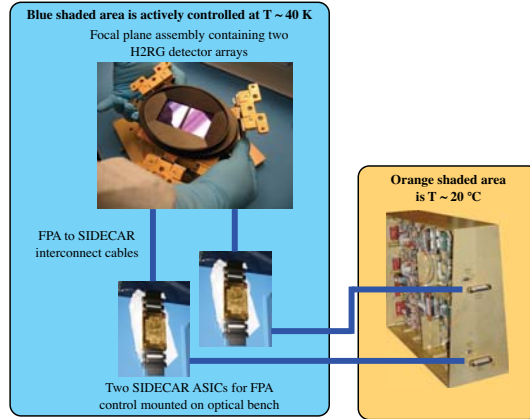 Blue shaded area is actively controlled at T ~ 40 K
Focal plane assembly containing two
H2RG detector arrays
Orange shaded area
is T ~ 20 °C
FPA to SIDECAR
interconnect cables
Two SIDECAR ASICs for FPA
control mounted on optical bench